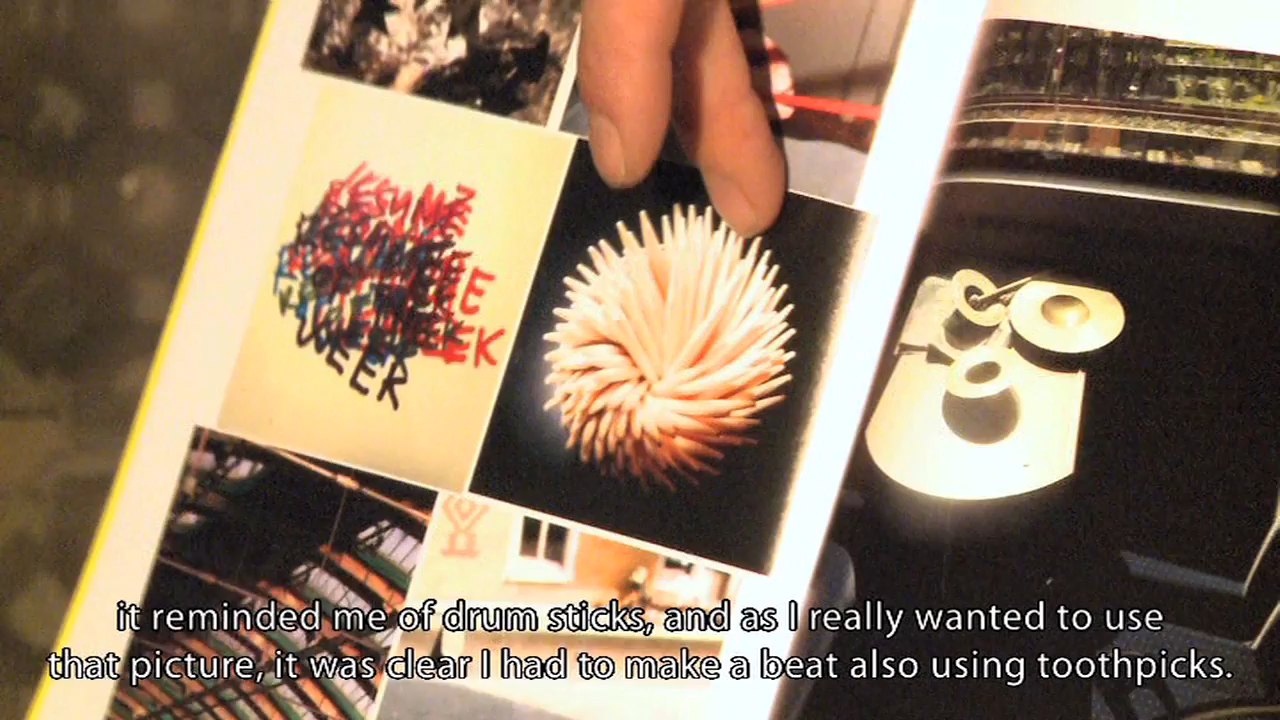 WEER
it reminded me of drum sticks, and as I really wanted to use
that picture, it was clear I had to make a beat also using toothpicks.